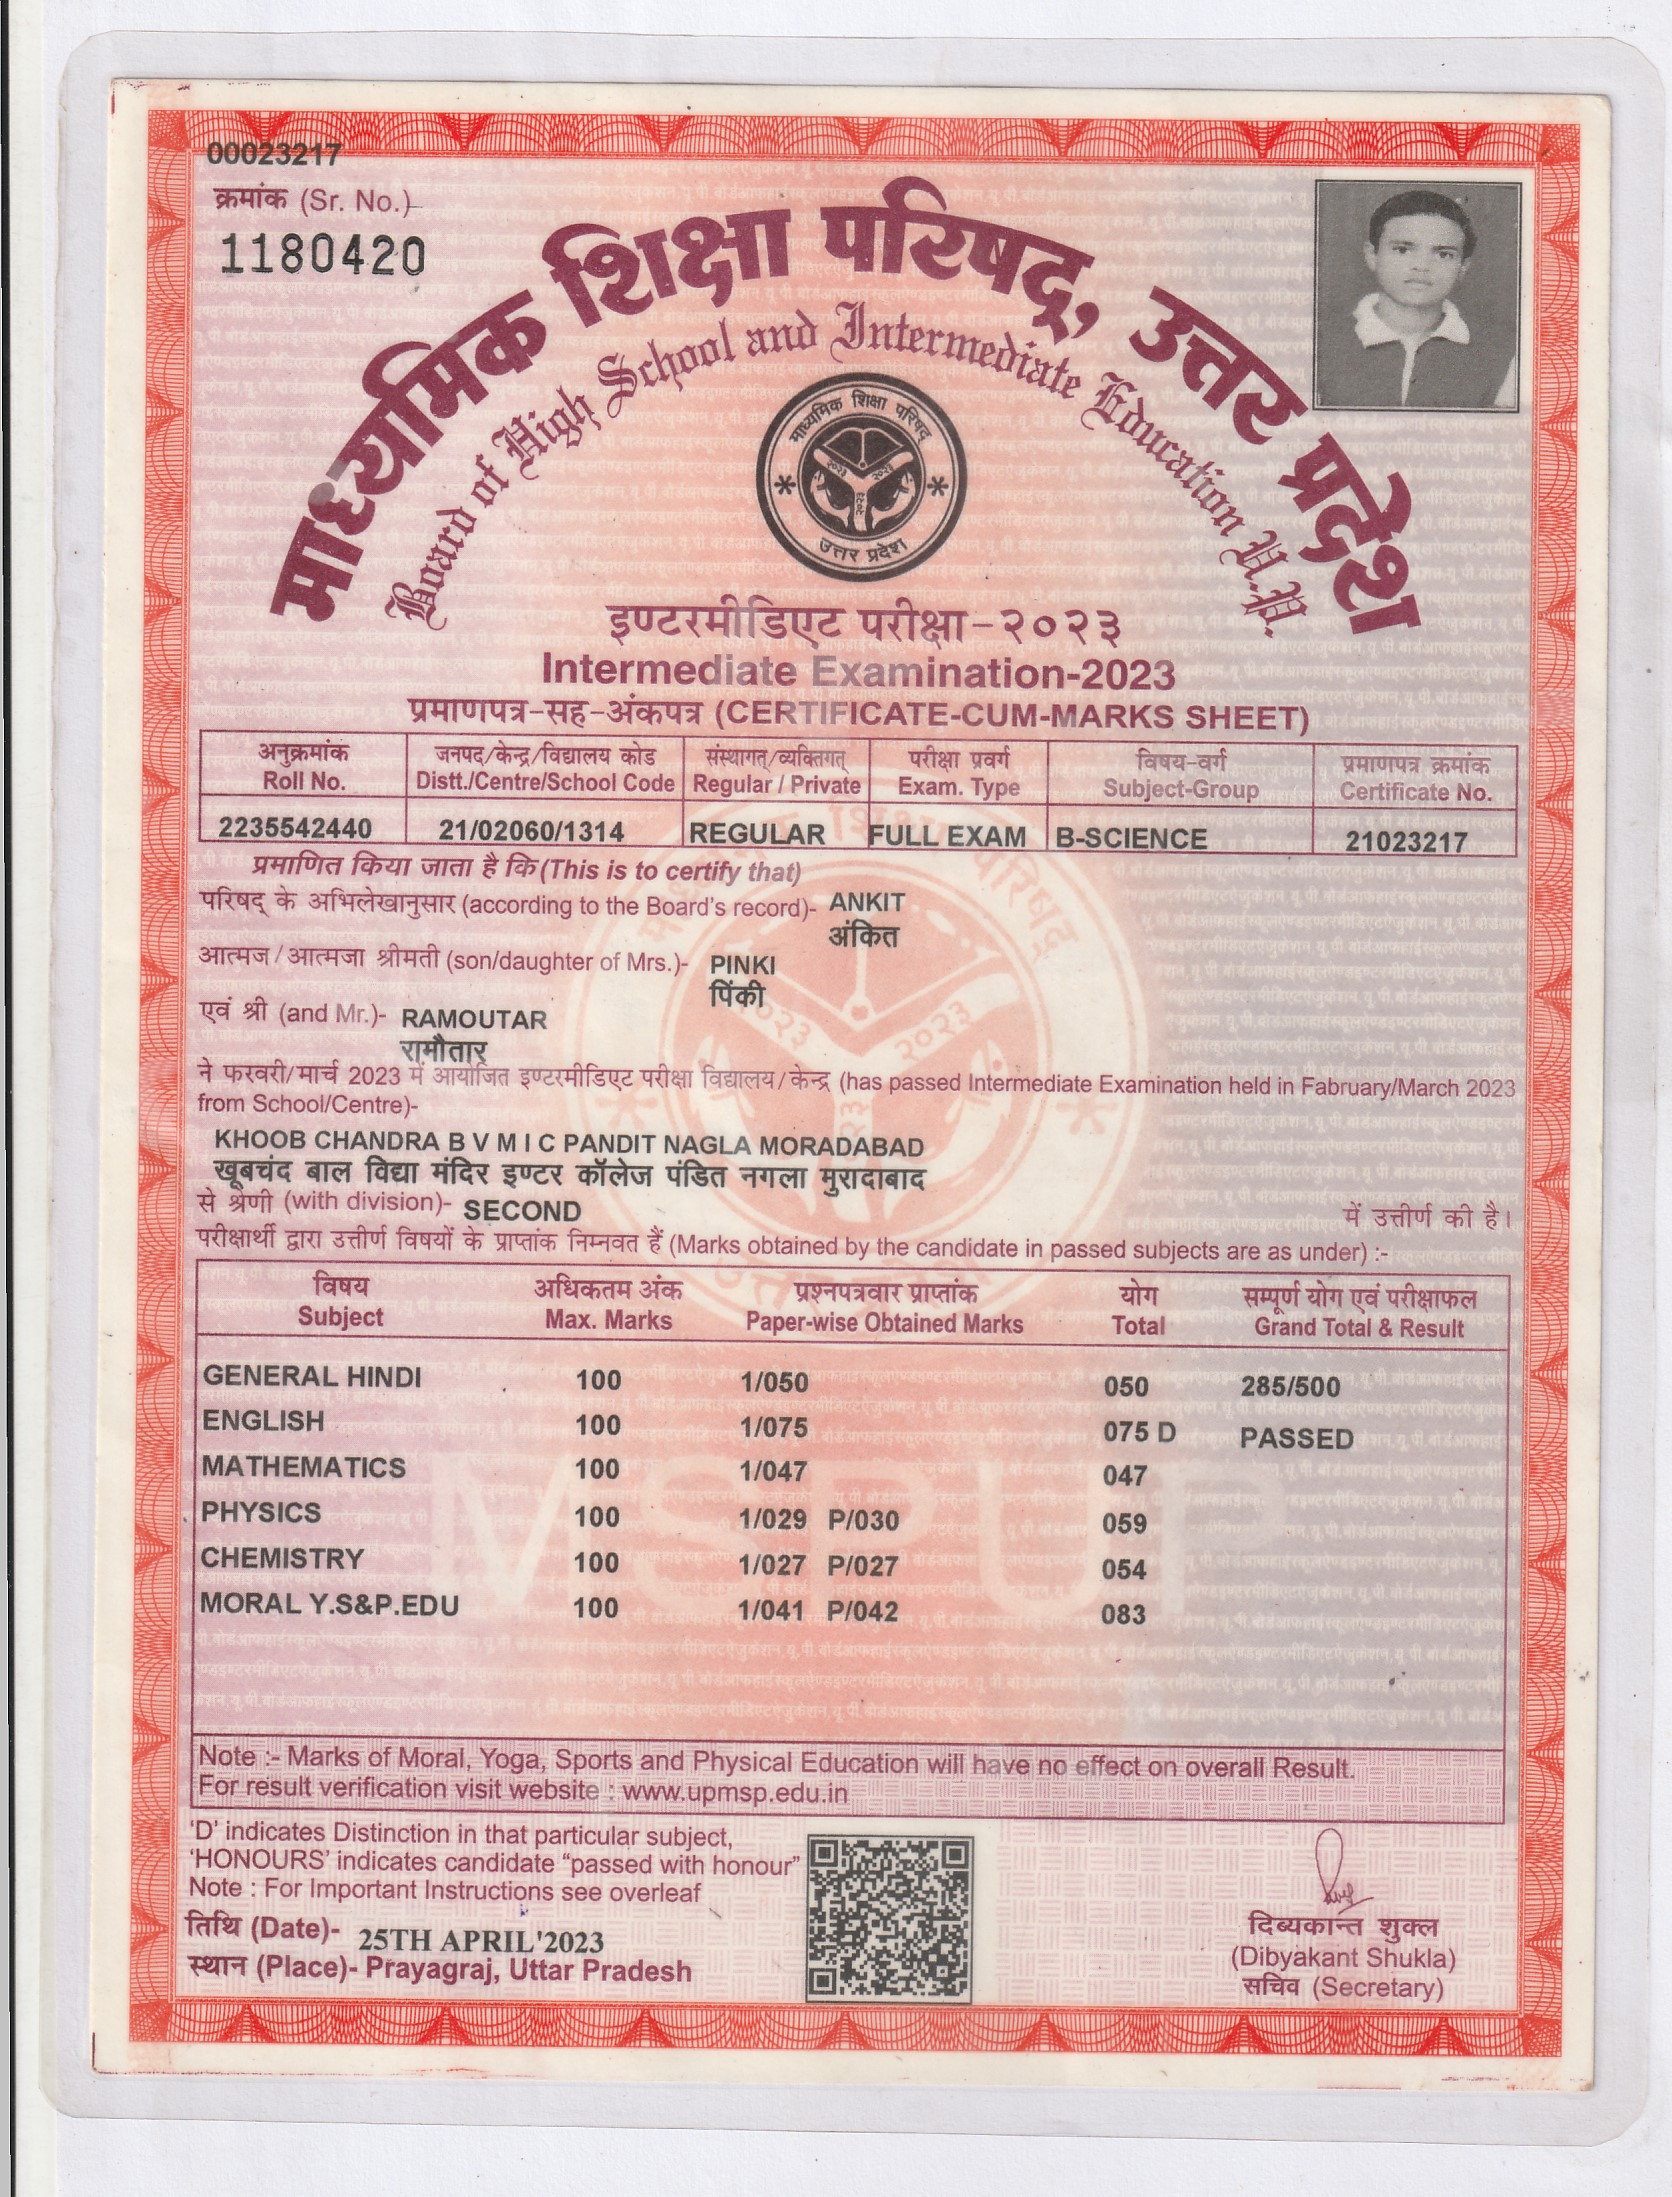 00023217
क्रमांक (Sr. No.)
1180420
माध्यमिक शिक्षा परिषद्, उत्तर प्रदेश
Board of High School and Intermediate Education U.P.
माध्यमिक शिक्षा परिषद्
२०२३ २०२३
२०२३
उत्तर प्रदेश
इण्टरमीडिएट परीक्षा-२०२३
Intermediate Examination-2023
प्रमाणपत्र-सह-अंकपत्र (CERTIFICATE-CUM-MARKS SHEET)
अनुक्रमांक जनपद/केन्द्र/विद्यालय कोड संस्थागत्/व्यक्तिगत् परीक्षा प्रवर्ग विषय-वर्ग प्रमाणपत्र क्रमांक
Roll No. Distt./Centre/School Code Regular / Private Exam. Type Subject-Group Certificate No.
2235542440 21/02060/1314 REGULAR FULL EXAM B-SCIENCE 21023217
प्रमाणित किया जाता है कि (This is to certify that)
परिषद् के अभिलेखानुसार (according to the Board's record)- ANKIT
अंकित
आत्मज/आत्मजा श्रीमती (son/daughter of Mrs.)- PINKI
पिंकी
एवं श्री (and Mr.)- RAMOUTAR
रामौतार
ने फरवरी/मार्च 2023 में आयोजित इण्टरमीडिएट परीक्षा विद्यालय/केन्द्र (has passed Intermediate Examination held in Fabruary/March 2023
from School/Centre)-
KHOOB CHANDRA B V M I C PANDIT NAGLA MORADABAD
खूबचंद बाल विद्या मंदिर इण्टर कॉलेज पंडित नगला मुरादाबाद
से श्रेणी (with division)- SECOND में उत्तीर्ण की है।
परीक्षार्थी द्वारा उत्तीर्ण विषयों के प्राप्तांक निम्नवत हैं (Marks obtained by the candidate in passed subjects are as under) :-
विषय अधिकतम अंक प्रश्नपत्रवार प्राप्तांक योग सम्पूर्ण योग एवं परीक्षाफल
Subject Max. Marks Paper-wise Obtained Marks Total Grand Total & Result
GENERAL HINDI 100 1/050 050 285/500
ENGLISH 100 1/075 075 D PASSED
MATHEMATICS 100 1/047 047
PHYSICS 100 1/029 P/030 059
CHEMISTRY 100 1/027 P/027 054
MORAL Y.S&P.EDU 100 1/041 P/042 083
Note :- Marks of Moral, Yoga, Sports and Physical Education will have no effect on overall Result.
For result verification visit website : www.upmsp.edu.in
'D' indicates Distinction in that particular subject,
'HONOURS' indicates candidate "passed with honour"
Note : For Important Instructions see overleaf
तिथि (Date)- 25TH APRIL'2023
स्थान (Place)- Prayagraj, Uttar Pradesh
दिब्यकान्त शुक्ल
(Dibyakant Shukla)
सचिव (Secretary)